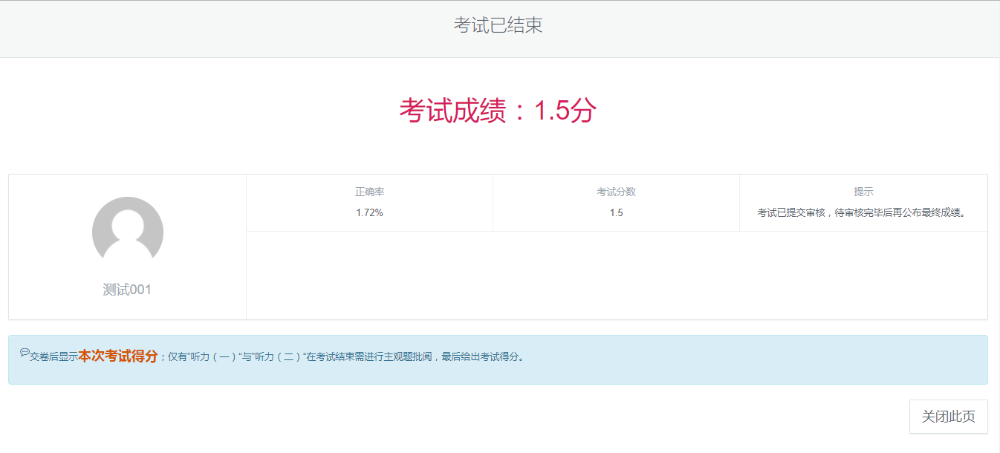 考试已结束
考试成绩：1.5分
正确率
考试分数
提示
1.72%
1.5
考试已提交审核，待审核完毕后再公布最终成绩。
测试001
交卷后显示本次考试得分；仅有"听力（一）“与"听力（二）“在考试结束需进行主观题批阅，最后给出考试得分。
关闭此页